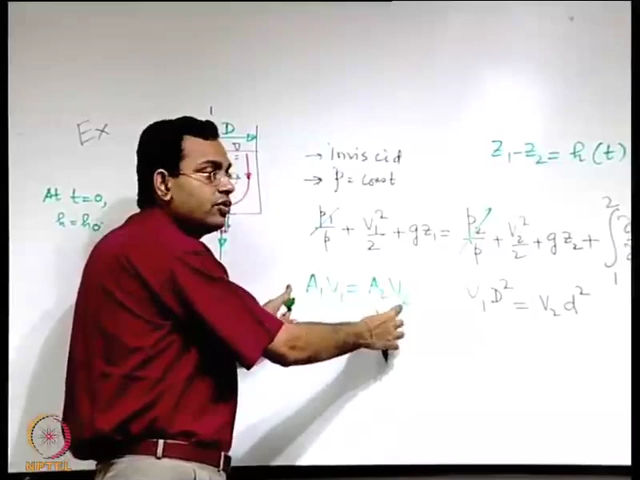 Ex
At t=0,
h=h₀
1
D
→ Inviscid
→ ρ = const
Z₁-Z₂ = h(t)
p₁/ρ + V₁²/2 + gz₁ = p₂/ρ + V₂²/2 + gz₂ + ∫₁²
A₁V₁ = A₂V₂
V₁D² = V₂d²
NPTEL